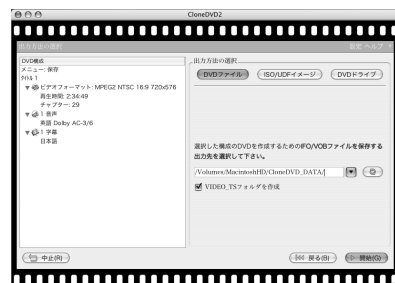 CloneDVD2
出力方法の選択
設定 ヘルプ ?
DVD構成
メニュー: 保存
タイトル 1
ビデオフォーマット: MPEG2 NTSC 16:9 720x576
再生時間: 2:34:49
チャプター: 29
1 音声
英語 Dolby AC-3/6
1 字幕
日本語
出力方法の選択
DVDファイル
ISO/UDFイメージ
DVDドライブ
選択した構成のDVDを作成するためのIFO/VOBファイルを保存する
出力先を選択して下さい。
/Volumes/MacintoshHD/CloneDVD_DATA/
VIDEO_TSフォルダを作成
中止(R)
戻る(B)
開始(G)